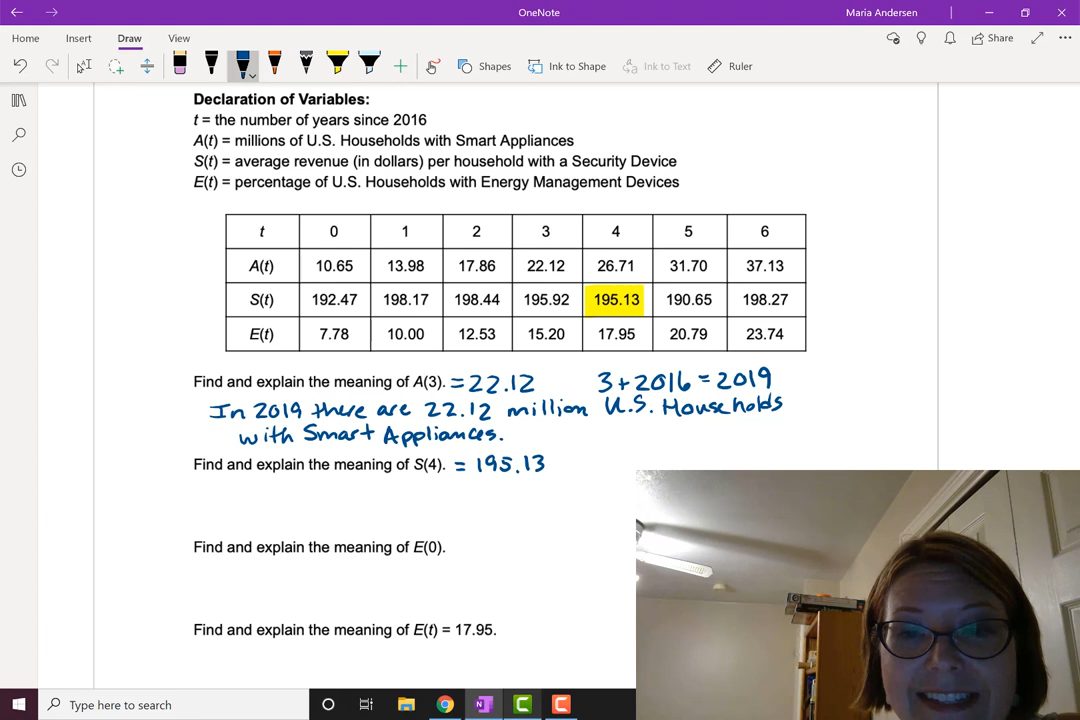 OneNote
Maria Andersen
Home Insert Draw View
Share
Shapes Ink to Shape Ink to Text Ruler
Declaration of Variables:
t = the number of years since 2016
A(t) = millions of U.S. Households with Smart Appliances
S(t) = average revenue (in dollars) per household with a Security Device
E(t) = percentage of U.S. Households with Energy Management Devices
t 0 1 2 3 4 5 6
A(t) 10.65 13.98 17.86 22.12 26.71 31.70 37.13
S(t) 192.47 198.17 198.44 195.92 195.13 190.65 198.27
E(t) 7.78 10.00 12.53 15.20 17.95 20.79 23.74
Find and explain the meaning of A(3). = 22.12 3+2016 = 2019
In 2019 there are 22.12 million U.S. Households
with Smart Appliances.
Find and explain the meaning of S(4). = 195.13
Find and explain the meaning of E(0).
Find and explain the meaning of E(t) = 17.95.
Type here to search